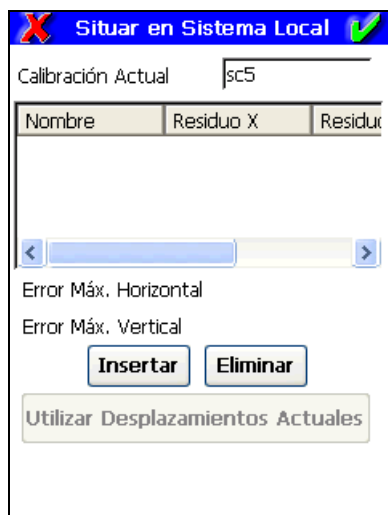 Situar en Sistema Local
Calibración Actual sc5
Nombre Residuo X Residuo
Error Máx. Horizontal
Error Máx. Vertical
Insertar Eliminar
Utilizar Desplazamientos Actuales